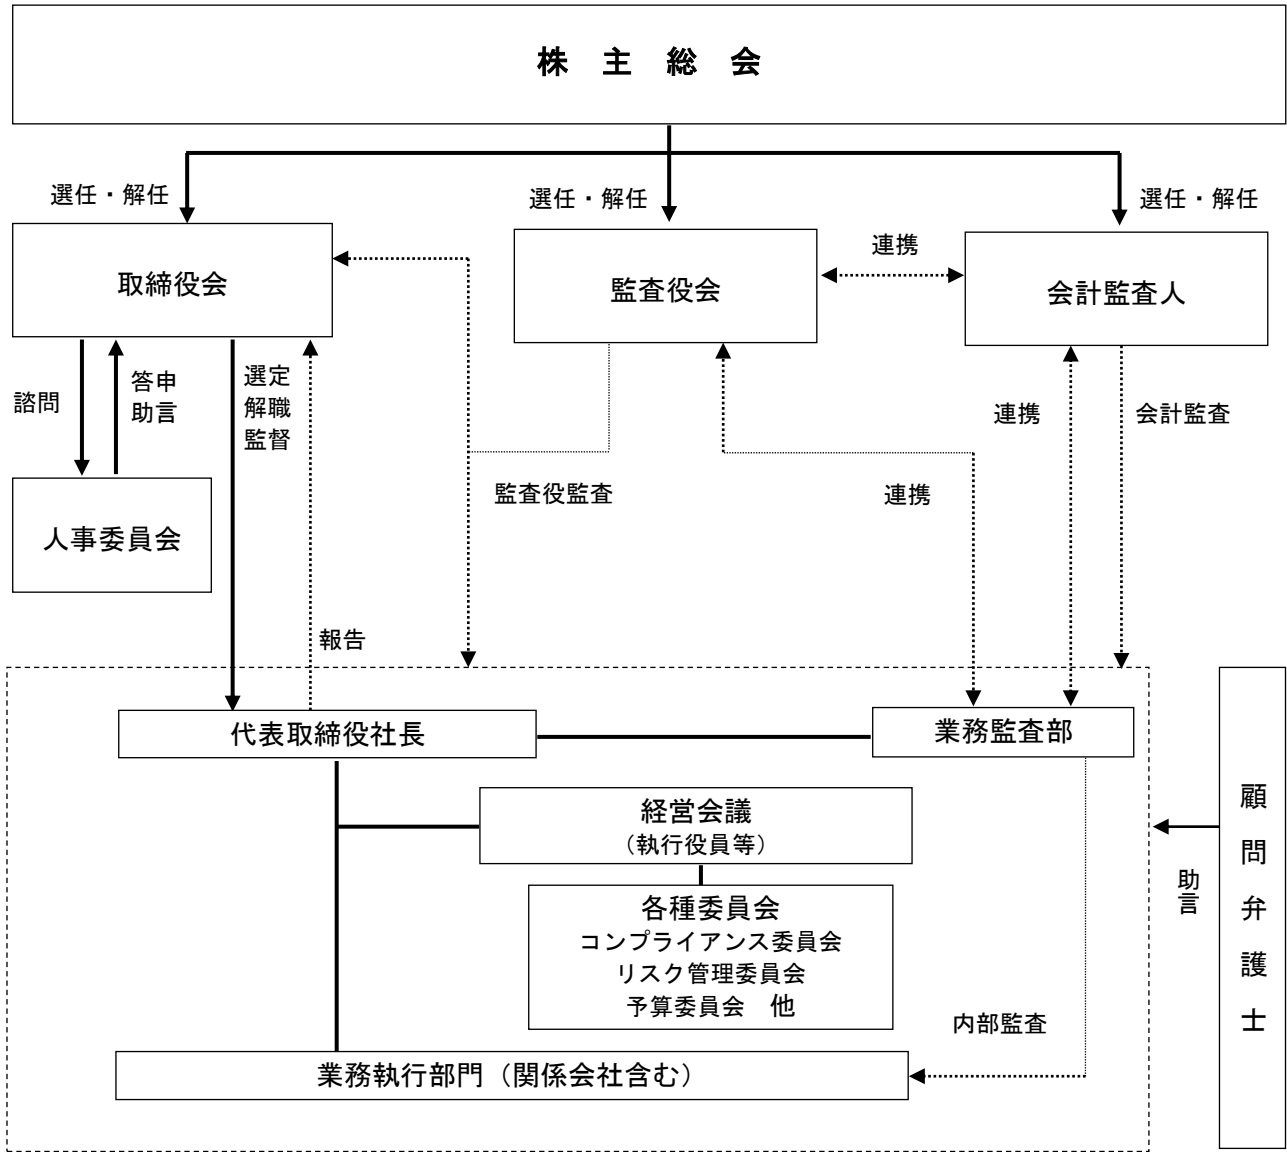 株　主　総　会
選任・解任
選任・解任
選任・解任
取締役会
監査役会
連携
会計監査人
諮問
答申
助言
選定
解職
監督
連携
会計監査
人事委員会
監査役監査
連携
報告
代表取締役社長
業務監査部
経営会議
（執行役員等）
各種委員会
コンプライアンス委員会
リスク管理委員会
予算委員会　他
助言
顧問弁護士
内部監査
業務執行部門（関係会社含む）